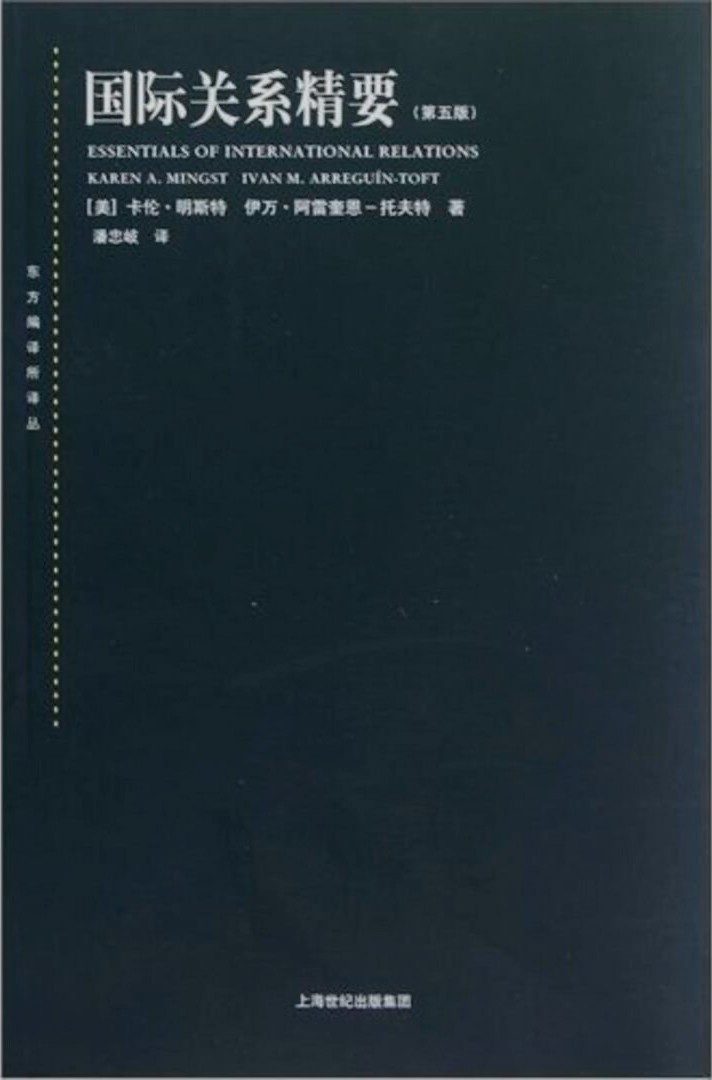 国际关系精要（第五版）
ESSENTIALS OF INTERNATIONAL RELATIONS
KAREN A. MINGST IVAN M. ARREGUÍN-TOFT
[美] 卡伦·明斯特 伊万·阿雷奎恩－托夫特 著
潘忠岐 译
东方编译所译丛
上海世纪出版集团